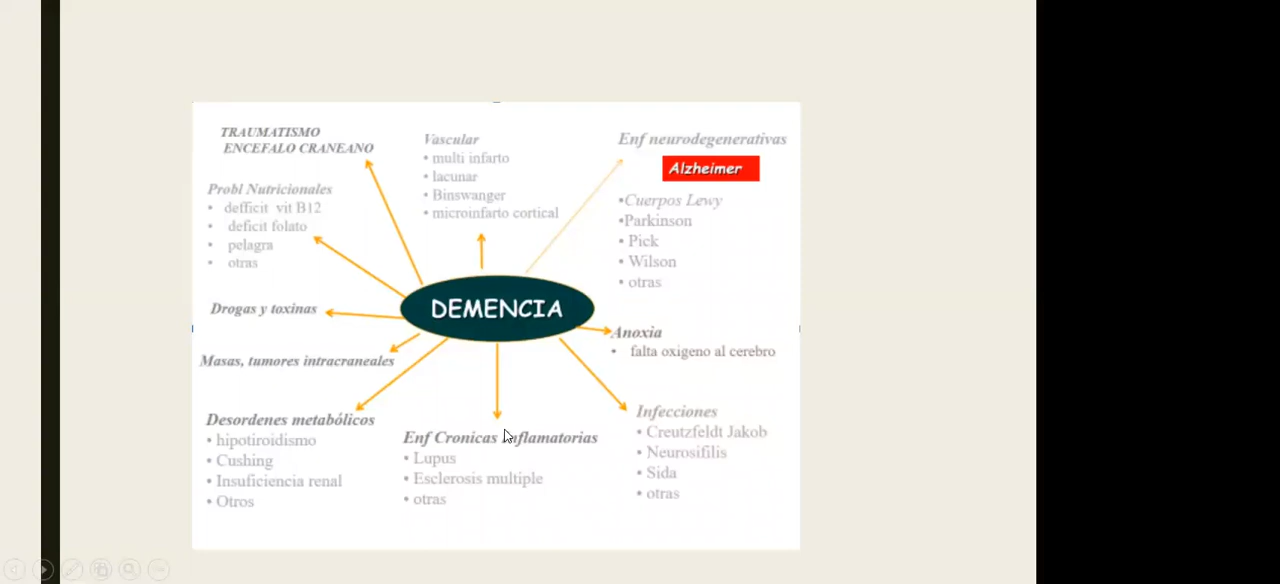 TRAUMATISMO
ENCEFALO CRANEANO
Probl Nutricionales
• defficit vit B12
• deficit folato
• pelagra
• otras
Vascular
• multi infarto
• lacunar
• Binswanger
• microinfarto cortical
Enf neurodegenerativas
Alzheimer
•Cuerpos Lewy
•Parkinson
• Pick
• Wilson
• otras
DEMENCIA
Drogas y toxinas
Masas, tumores intracraneales
Anoxia
• falta oxigeno al cerebro
Desordenes metabólicos
• hipotiroidismo
• Cushing
• Insuficiencia renal
• Otros
Enf Cronicas Inflamatorias
• Lupus
• Esclerosis multiple
• otras
Infecciones
• Creutzfeldt Jakob
• Neurosifilis
• Sida
• otras